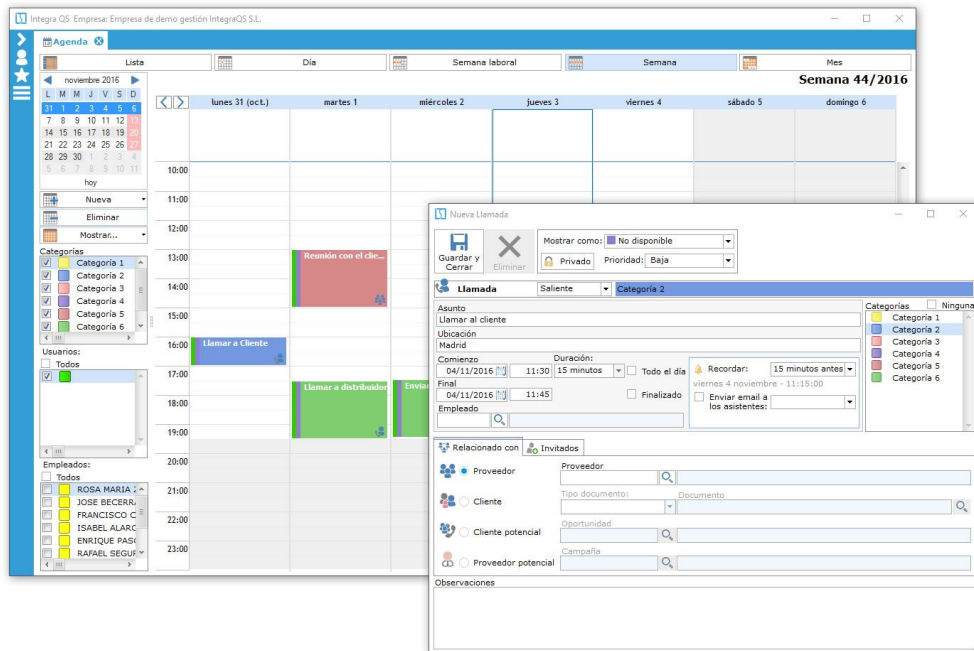 Integra QS Empresa: Empresa de demo gestión IntegraQS S.L.
Agenda
Lista Día Semana laboral Semana Mes
noviembre 2016
Semana 44/2016
L M M J V S D
31 1 2 3 4 5 6
7 8 9 10 11 12 13
14 15 16 17 18 19 20
21 22 23 24 25 26 27
28 29 30 1 2 3 4
5 6 7 8 9 10 11
hoy
Nueva
Eliminar
Mostrar...
Categorías
Categoría 1
Categoría 2
Categoría 3
Categoría 4
Categoría 5
Categoría 6
Usuarios:
Todos
Empleados:
Todos
ROSA MARIA
JOSE BECERR
FRANCISCO C
ISABEL ALARC
ENRIQUE PAS
RAFAEL SEGU
lunes 31 (oct.) martes 1 miércoles 2 jueves 3 viernes 4 sábado 5 domingo 6
10:00
11:00
12:00
13:00
14:00
15:00
16:00
17:00
18:00
19:00
20:00
21:00
22:00
23:00
Reunión con el clie...
Llamar a Cliente
Llamar a distribuidor
Enviar
Nueva Llamada
Guardar y
Cerrar
Eliminar
Mostrar como: No disponible
Privado Prioridad: Baja
Llamada Saliente Categoría 2
Asunto
Llamar al cliente
Ubicación
Madrid
Comienzo Duración:
04/11/2016 11:30 15 minutos Todo el día
Final
04/11/2016 11:45 Finalizado
Empleado
Recordar: 15 minutos antes
viernes 4 noviembre - 11:15:00
Enviar email a
los asistentes:
Categorías Ninguna
Categoría 1
Categoría 2
Categoría 3
Categoría 4
Categoría 5
Categoría 6
Relacionado con Invitados
Proveedor
Cliente
Cliente potencial
Proveedor potencial
Proveedor
Tipo documento: Documento
Oportunidad
Campaña
Observaciones